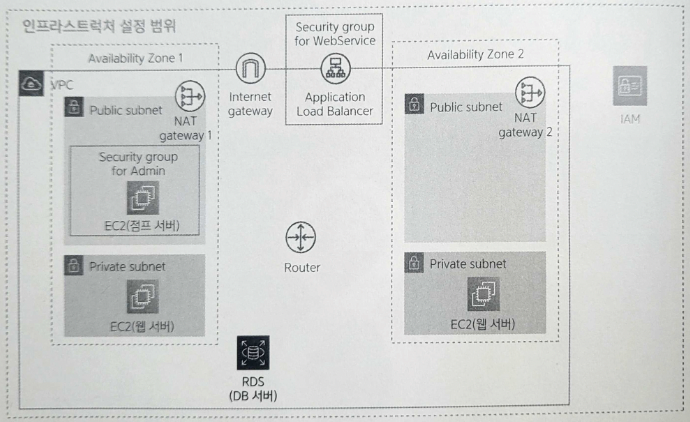 인프라스트럭처 설정 범위
Security group
for WebService
Availability Zone 1
Availability Zone 2
VPC
Public subnet
NAT
gateway 1
Internet
gateway
Application
Load Balancer
Public subnet
NAT
gateway 2
IAM
Security group
for Admin
EC2(점프 서버)
Router
Private subnet
EC2(웹 서버)
Private subnet
EC2(웹 서버)
RDS
(DB 서버)